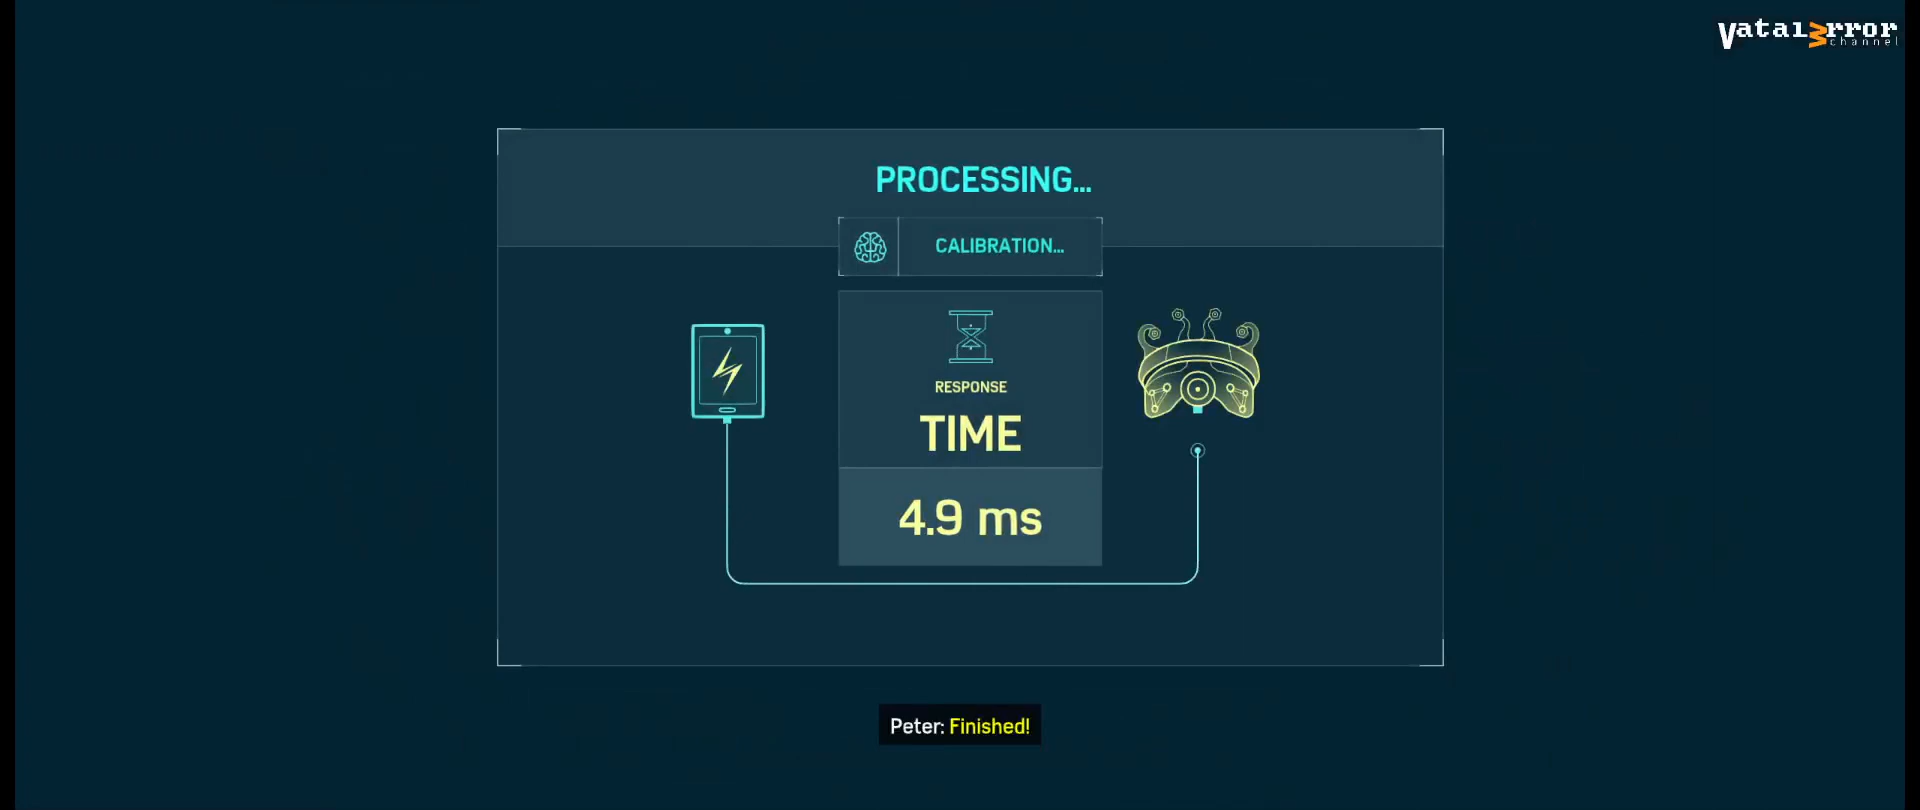 Vatalerror
channel
PROCESSING...
CALIBRATION...
RESPONSE
TIME
4.9 ms
Peter: Finished!